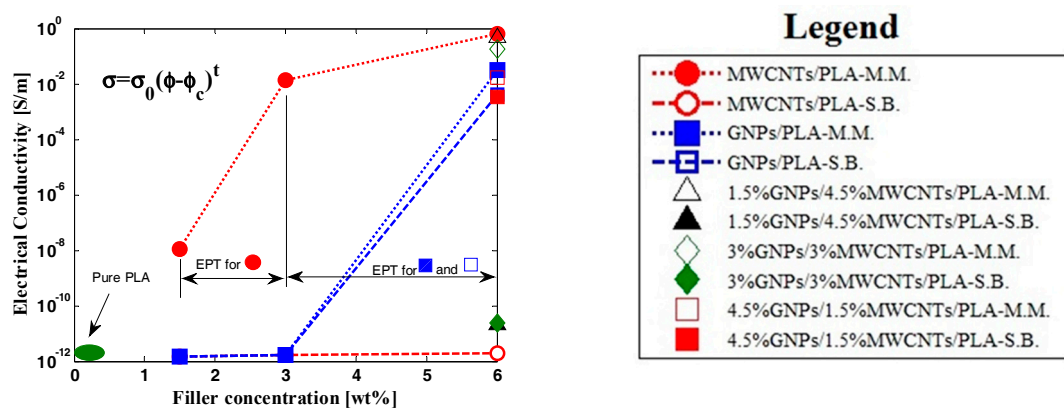 Electrical Conductivity [S/m]
10^0
10^-2
10^-4
10^-6
10^-8
10^-10
10^-12
σ=σ_0(ϕ-ϕ_c)^t
EPT for
EPT for and
Pure PLA
0 1 2 3 4 5 6
Filler concentration [wt%]
Legend
MWCNTs/PLA-M.M.
MWCNTs/PLA-S.B.
GNPs/PLA-M.M.
GNPs/PLA-S.B.
1.5%GNPs/4.5%MWCNTs/PLA-M.M.
1.5%GNPs/4.5%MWCNTs/PLA-S.B.
3%GNPs/3%MWCNTs/PLA-M.M.
3%GNPs/3%MWCNTs/PLA-S.B.
4.5%GNPs/1.5%MWCNTs/PLA-M.M.
4.5%GNPs/1.5%MWCNTs/PLA-S.B.